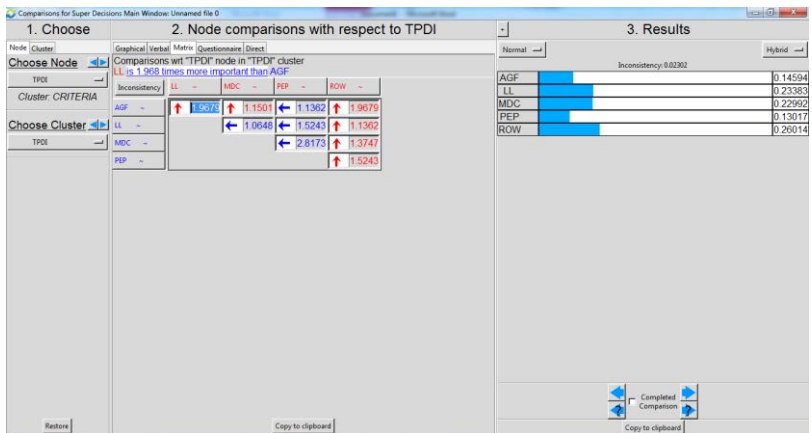 Comparisons for Super Decisions Main Window: Unnamed file 0
1. Choose
2. Node comparisons with respect to TPDI
3. Results
Node Cluster
Graphical Verbal Matrix Questionnaire Direct
Normal
Hybrid
Choose Node
TPDI
Cluster: CRITERIA
Choose Cluster
TPDI
Comparisons wrt "TPDI" node in "TPDI" cluster
LL is 1.968 times more important than AGF
Inconsistency LL ~ MDC ~ PEP ~ ROW ~
AGF ~ 1.9679 1.1501 1.1362 1.9679
LL ~ 1.0648 1.5243 1.1362
MDC ~ 2.8173 1.3747
PEP ~ 1.5243
Inconsistency: 0.02302
AGF 0.14594
LL 0.23383
MDC 0.22992
PEP 0.13017
ROW 0.26014
Completed
Comparison
Restore
Copy to clipboard
Copy to clipboard